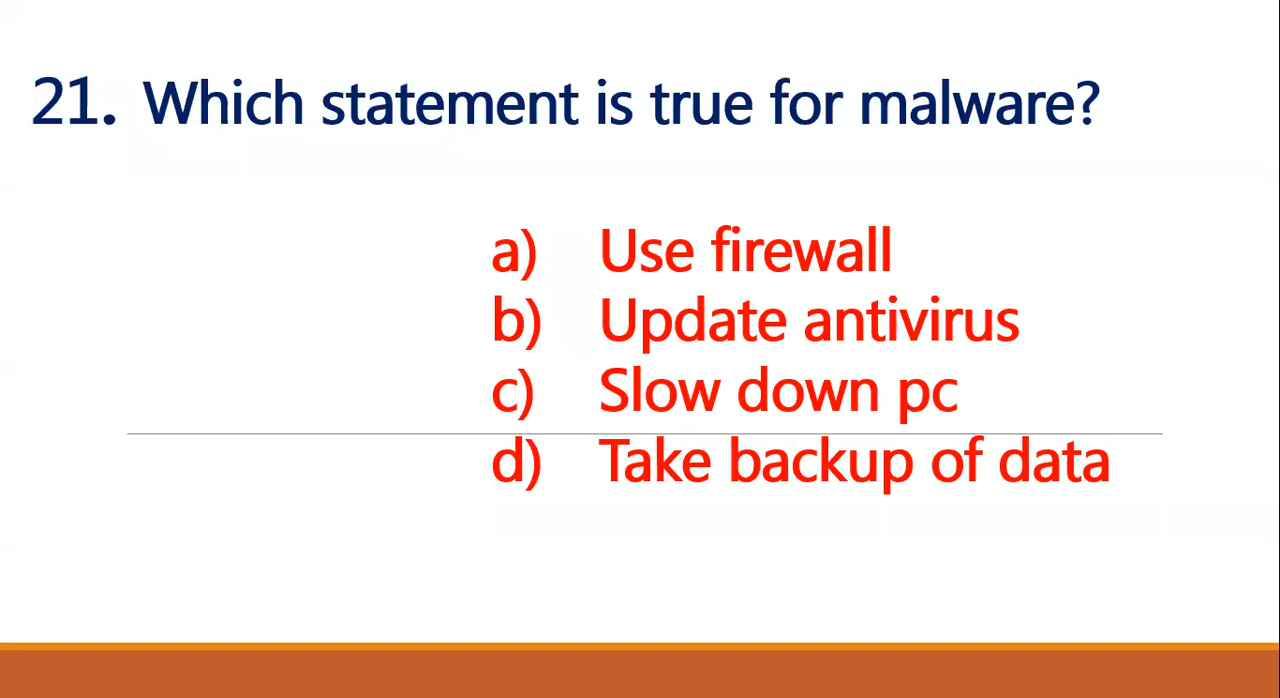 21. Which statement is true for malware?
a) Use firewall
b) Update antivirus
c) Slow down pc
d) Take backup of data